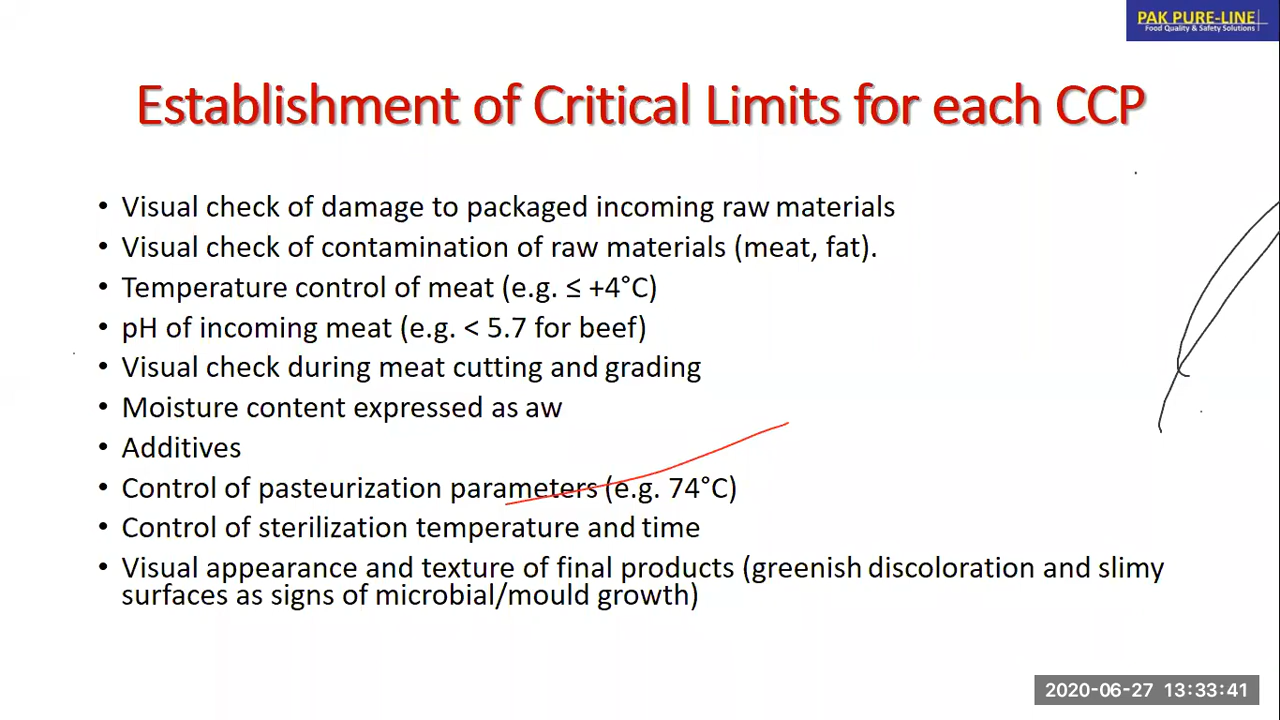 PAK PURE-LINE
Food Quality & Safety Solutions
Establishment of Critical Limits for each CCP
• Visual check of damage to packaged incoming raw materials
• Visual check of contamination of raw materials (meat, fat).
• Temperature control of meat (e.g. ≤ +4°C)
• pH of incoming meat (e.g. < 5.7 for beef)
• Visual check during meat cutting and grading
• Moisture content expressed as aw
• Additives
• Control of pasteurization parameters (e.g. 74°C)
• Control of sterilization temperature and time
• Visual appearance and texture of final products (greenish discoloration and slimy
surfaces as signs of microbial/mould growth)
2020-06-27 13:33:41